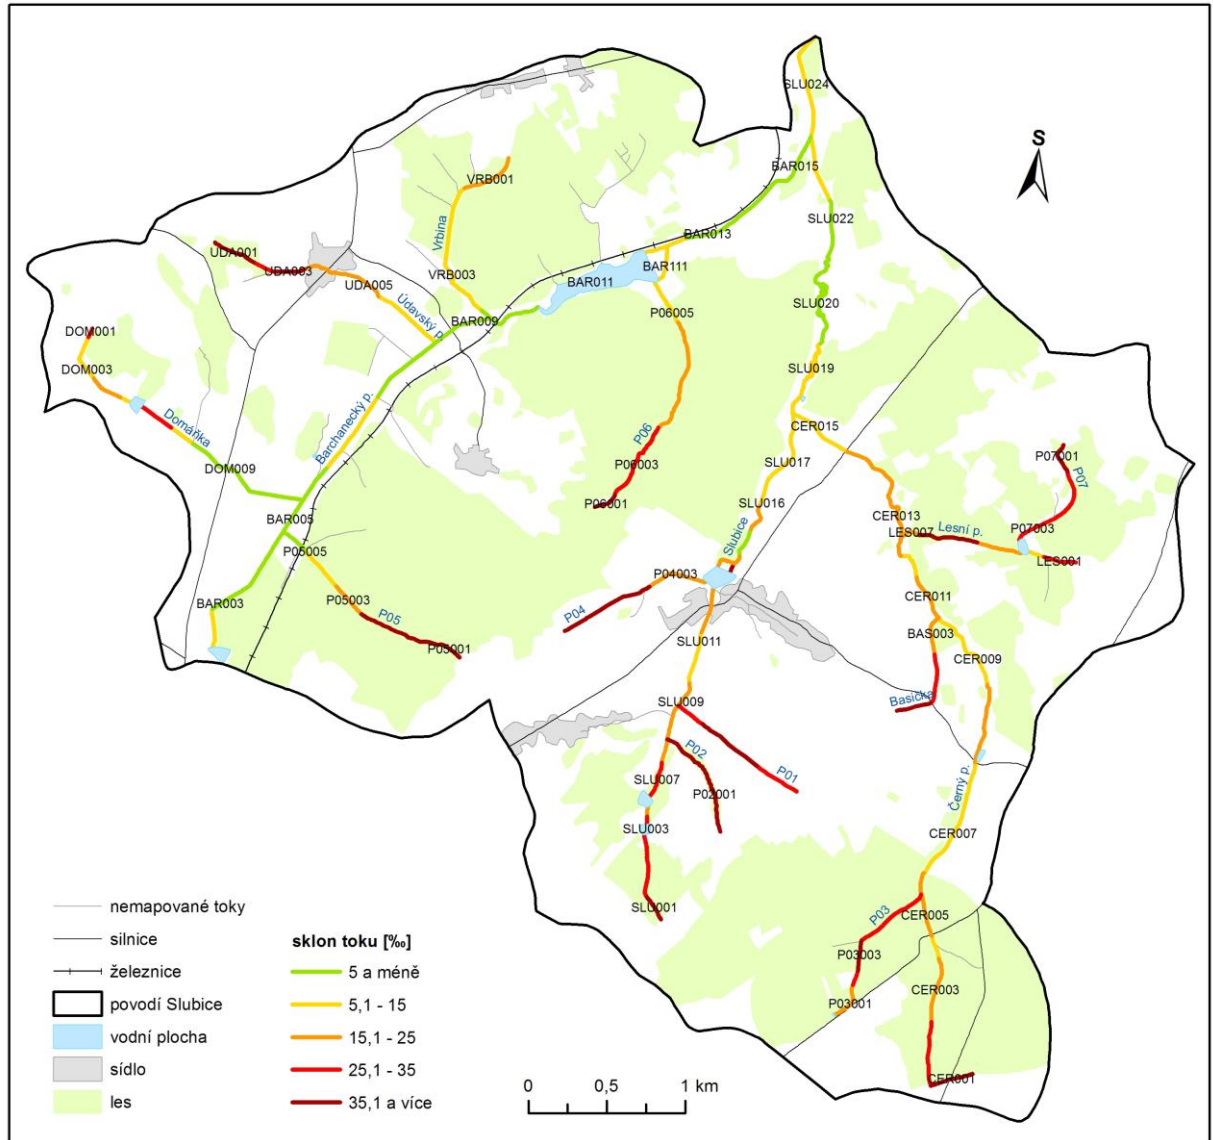 SLU024
S
BAR015
VRB001
SLU022
Vrbina
BAR013
UDA001
UDA003
VRB003
BAR111
UDA005
BAR011
Údavský p.
SLU020
P06005
BAR009
DOM001
DOM003
SLU019
Barchanecký p.
Domáňka
CER015
P06
P07001
SLU017
P06003
P07
DOM009
P06001
SLU016
CER013
BAR005
LES007
Lesní p.
P07003
Slubice
P05005
LES001
P04003
BAR003
P05003
CER011
P05
P04
BAS003
SLU011
P05001
CER009
Basička
SLU009
P02
P01
SLU007
P02001
Černý p.
SLU003
CER007
SLU001
P03
CER005
P03003
CER003
P03001
CER001
nemapované toky
silnice
železnice
povodí Slubice
vodní plocha
sídlo
les
sklon toku [‰]
5 a méně
5,1 - 15
15,1 - 25
25,1 - 35
35,1 a více
0 0,5 1 km